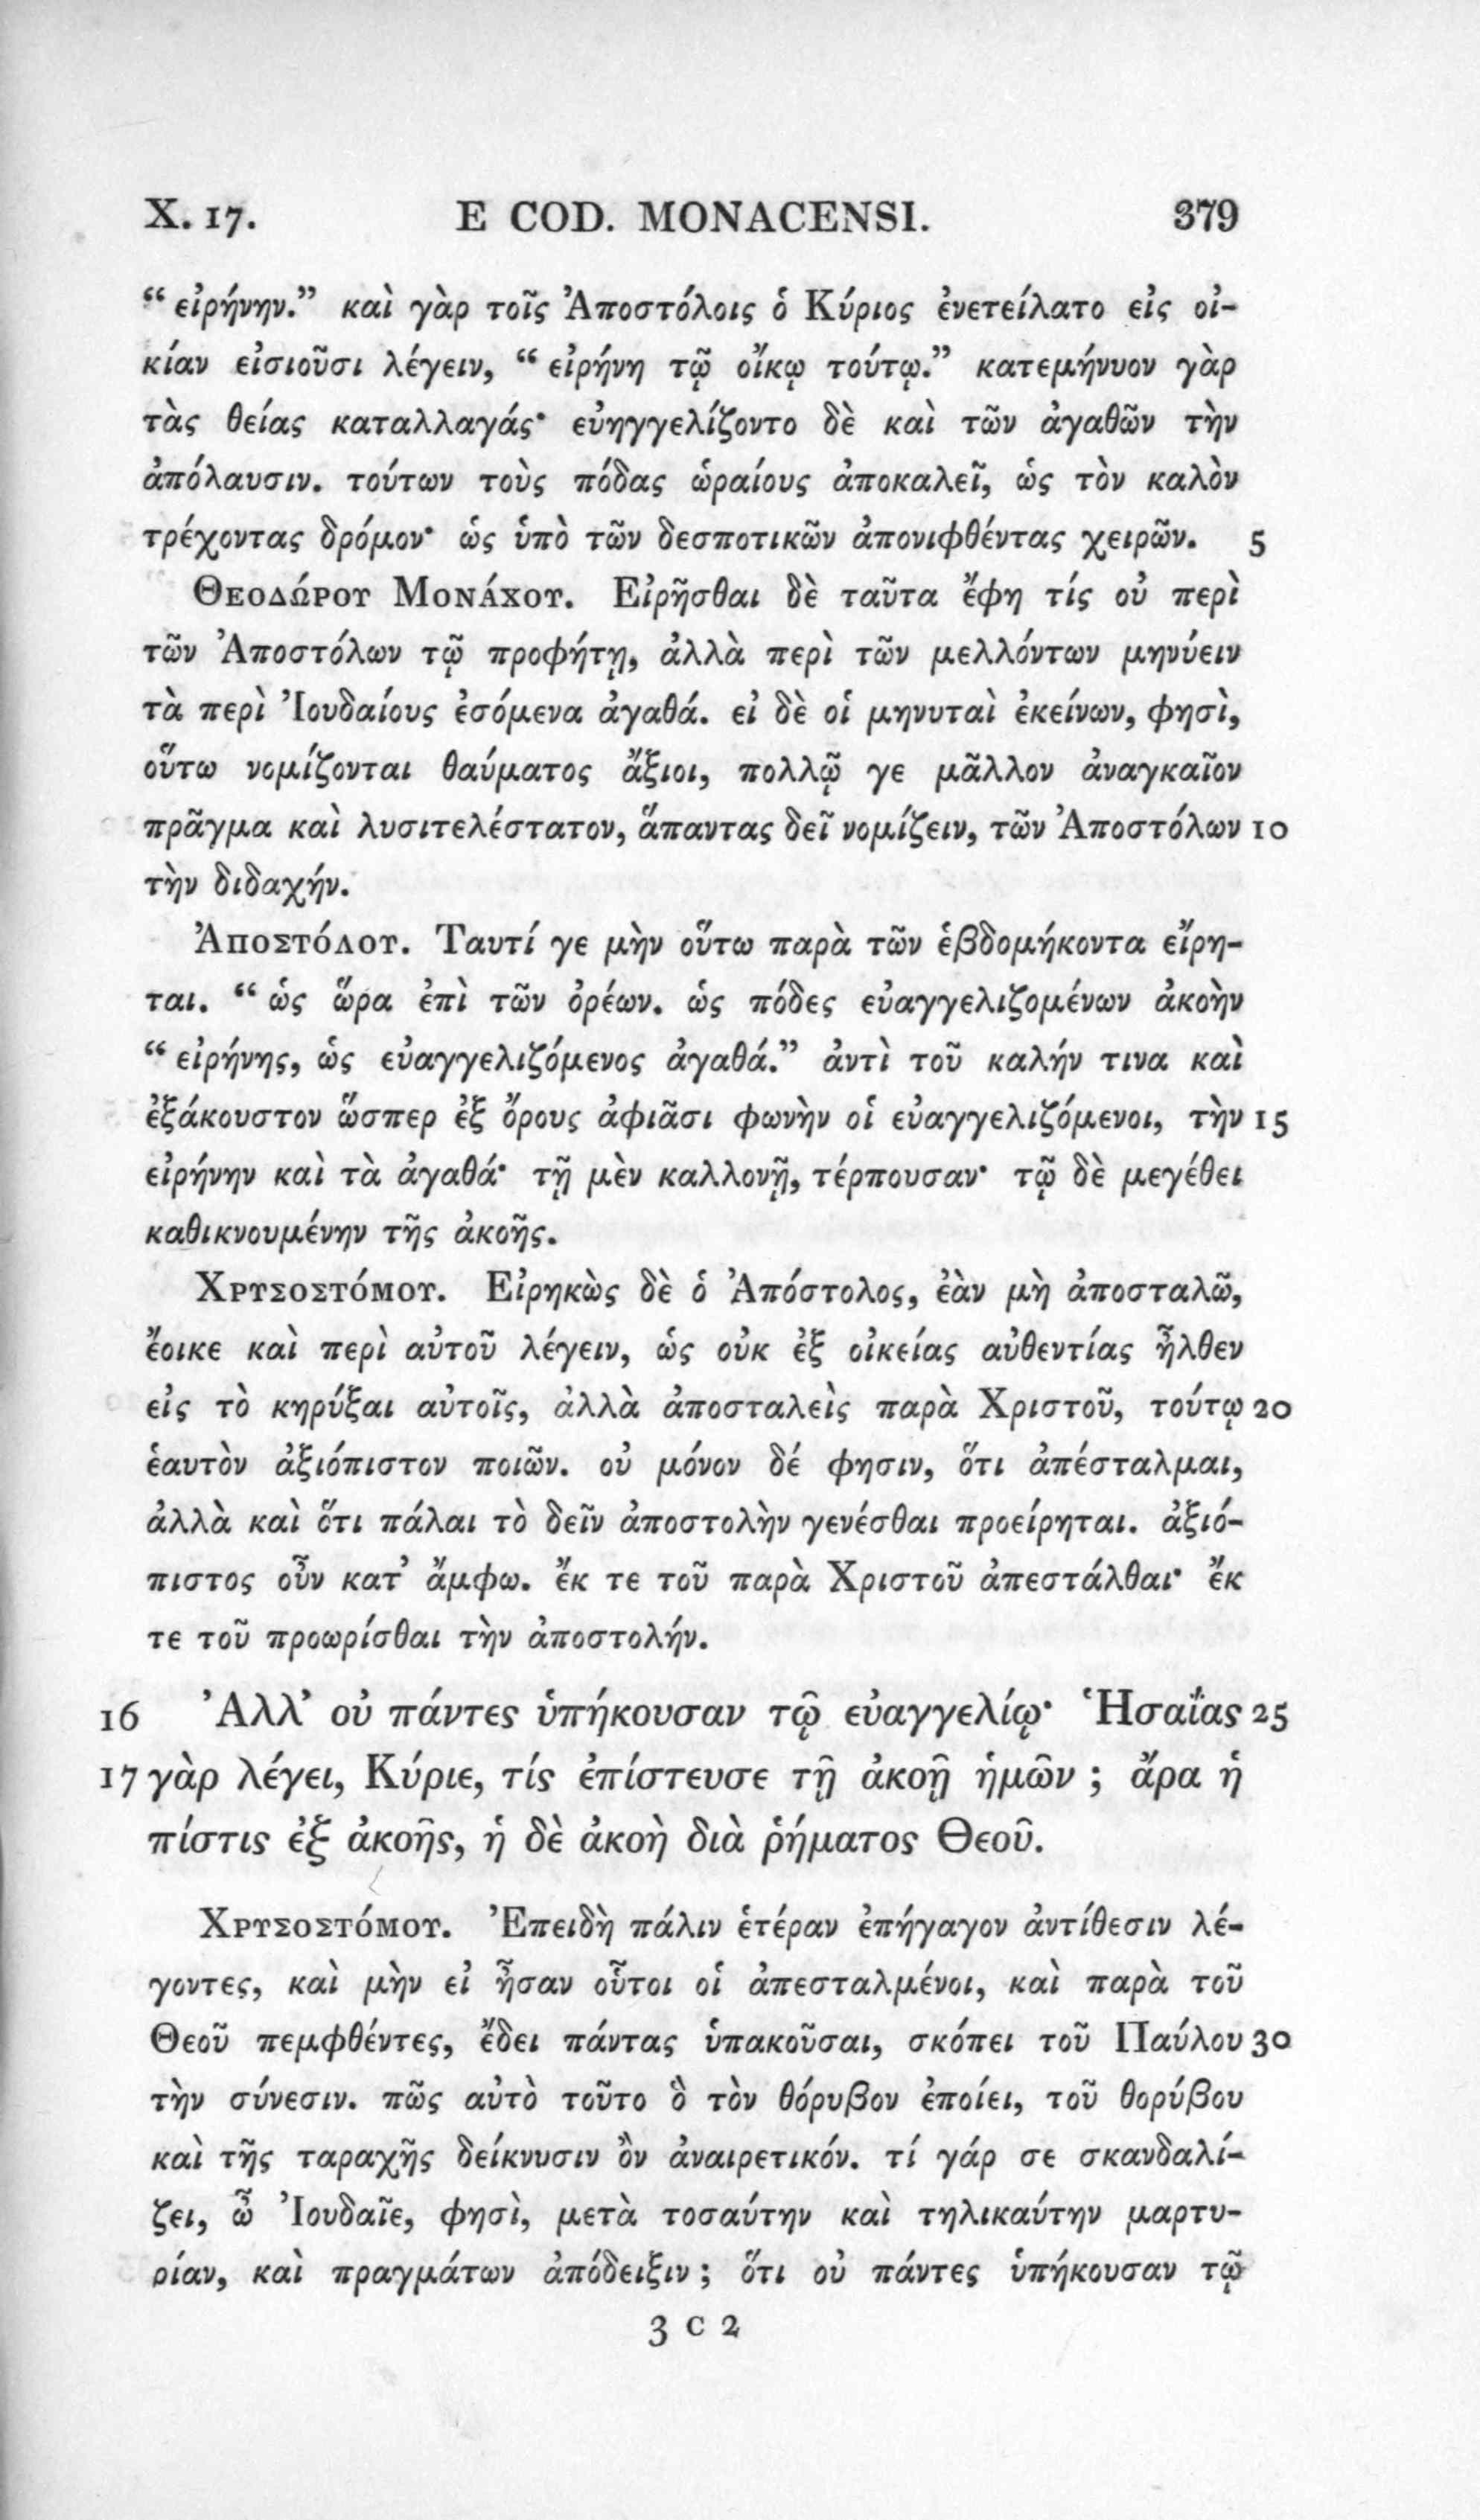 X. 17. E COD. MONACENSI. 379
“ εἰρήνην.” καὶ γὰρ τοῖς Ἀποστόλοις ὁ Κύριος ἐνετείλατο εἰς οἰ-
κίαν εἰσιοῦσι λέγειν, “ εἰρήνη τῷ οἴκῳ τούτῳ.” κατεμήνυον γὰρ
τὰς θείας καταλλαγάς· εὐηγγελίζοντο δὲ καὶ τῶν ἀγαθῶν τὴν
ἀπόλαυσιν. τούτων τοὺς πόδας ὡραίους ἀποκαλεῖ, ὡς τὸν καλὸν
τρέχοντας δρόμον· ὡς ὑπὸ τῶν δεσποτικῶν ἀπονιφθέντας χειρῶν. 5
ΘΕΟΔΏΡΟΥ ΜΟΝΆΧΟΥ. Εἰρῆσθαι δὲ ταῦτα ἔφη τίς οὐ περὶ
τῶν Ἀποστόλων τῷ προφήτῃ, ἀλλὰ περὶ τῶν μελλόντων μηνύειν
τὰ περὶ Ἰουδαίους ἐσόμενα ἀγαθά. εἰ δὲ οἱ μηνυταὶ ἐκείνων, φησὶ,
οὕτω νομίζονται θαύματος ἄξιοι, πολλῷ γε μᾶλλον ἀναγκαῖον
πρᾶγμα καὶ λυσιτελέστατον, ἅπαντας δεῖ νομίζειν, τῶν Ἀποστόλων 10
τὴν διδαχήν.
ἈΠΟΣΤΌΛΟΥ. Ταυτί γε μὴν οὕτω παρὰ τῶν ἑβδομήκοντα εἴρη-
ται. “ ὡς ὥρα ἐπὶ τῶν ὀρέων. ὡς πόδες εὐαγγελιζομένων ἀκοὴν
“ εἰρήνης, ὡς εὐαγγελιζόμενος ἀγαθά.” ἀντὶ τοῦ καλήν τινα καὶ
ἐξάκουστον ὥσπερ ἐξ ὄρους ἀφιᾶσι φωνὴν οἱ εὐαγγελιζόμενοι, τὴν 15
εἰρήνην καὶ τὰ ἀγαθά· τῇ μὲν καλλονῇ, τέρπουσαν· τῷ δὲ μεγέθει
καθικνουμένην τῆς ἀκοῆς.
ΧΡΥΣΟΣΤΌΜΟΥ. Εἰρηκὼς δὲ ὁ Ἀπόστολος, ἐὰν μὴ ἀποσταλῶ,
ἔοικε καὶ περὶ αὐτοῦ λέγειν, ὡς οὐκ ἐξ οἰκείας αὐθεντίας ἦλθεν
εἰς τὸ κηρύξαι αὐτοῖς, ἀλλὰ ἀποσταλεὶς παρὰ Χριστοῦ, τούτῳ 20
ἑαυτὸν ἀξιόπιστον ποιῶν. οὐ μόνον δέ φησιν, ὅτι ἀπέσταλμαι,
ἀλλὰ καὶ ὅτι πάλαι τὸ δεῖν ἀποστολὴν γενέσθαι προείρηται. ἀξιό-
πιστος οὖν κατ’ ἄμφω. ἔκ τε τοῦ παρὰ Χριστοῦ ἀπεστάλθαι· ἔκ
τε τοῦ προωρίσθαι τὴν ἀποστολήν.
16 Ἀλλ’ οὐ πάντες ὑπήκουσαν τῷ εὐαγγελίῳ· Ἡσαΐας 25
17 γὰρ λέγει, Κύριε, τίς ἐπίστευσε τῇ ἀκοῇ ἡμῶν ; ἄρα ἡ
πίστις ἐξ ἀκοῆς, ἡ δὲ ἀκοὴ διὰ ῥήματος Θεοῦ.
ΧΡΥΣΟΣΤΌΜΟΥ. Ἐπειδὴ πάλιν ἑτέραν ἐπήγαγον ἀντίθεσιν λέ-
γοντες, καὶ μὴν εἰ ἦσαν οὗτοι οἱ ἀπεσταλμένοι, καὶ παρὰ τοῦ
Θεοῦ πεμφθέντες, ἔδει πάντας ὑπακοῦσαι, σκόπει τοῦ Παύλου 30
τὴν σύνεσιν. πῶς αὐτὸ τοῦτο ὃ τὸν θόρυβον ἐποίει, τοῦ θορύβου
καὶ τῆς ταραχῆς δείκνυσιν ὂν ἀναιρετικόν. τί γάρ σε σκανδαλί-
ζει, ὦ Ἰουδαῖε, φησὶ, μετὰ τοσαύτην καὶ τηλικαύτην μαρτυ-
ρίαν, καὶ πραγμάτων ἀπόδειξιν ; ὅτι οὐ πάντες ὑπήκουσαν τῷ
3 C 2